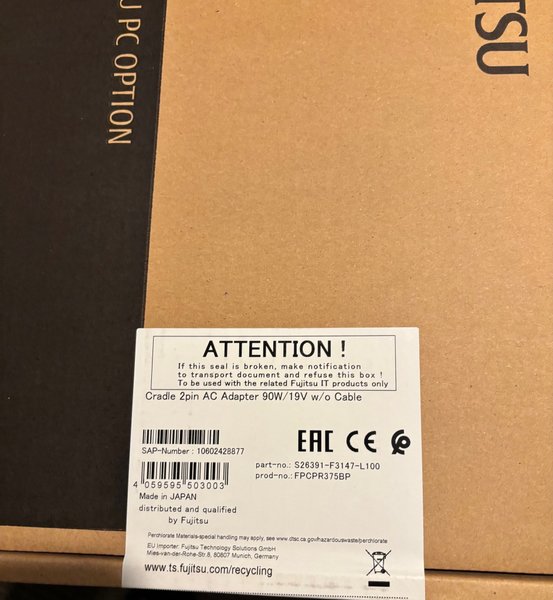 U PC OPTION
TSU
ATTENTION !
If this seal is broken, make notification
to transport document and refuse this box !
To be used with the related Fujitsu IT products only
Cradle 2pin AC Adapter 90W/19V w/o Cable
SAP-Number : 10602428877
EAC CE
part-no.: S26391-F3147-L100
prod-no.: FPCPR375BP
4 059595 503003
Made in JAPAN
distributed and qualified
by Fujitsu
Perchlorate Materials-special handling may apply, see www.dtsc.ca.gov/hazardouswaste/perchlorate
EU Importer: Fujitsu Technology Solutions GmbH
Mies-van-der-Rohe-Str. 8, 80807 Munich, Germany
www.ts.fujitsu.com/recycling